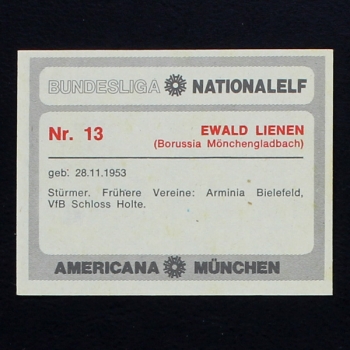 BUNDESLIGA NATIONALELF
Nr. 13 EWALD LIENEN
(Borussia Mönchengladbach)
geb. 28.11.1953
Stürmer. Frühere Vereine: Arminia Bielefeld,
VfB Schloss Holte.
AMERICANA MÜNCHEN